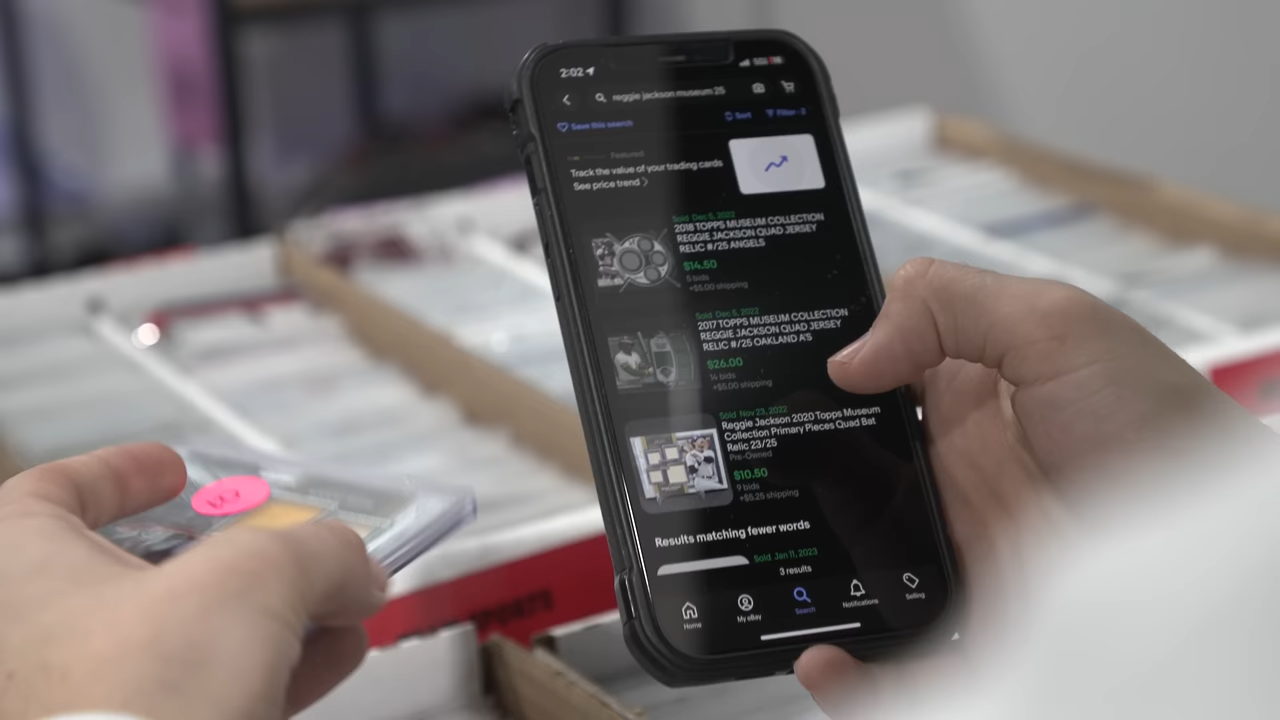 2:02
reggie jackson museum 25
Save this search
Sort
Filter
Featured
Track the value of your trading cards
See price trend >
Sold Dec 5, 2022
2018 TOPPS MUSEUM COLLECTION
REGGIE JACKSON QUAD JERSEY
RELIC #/25 ANGELS
$14.50
5 bids
+$5.00 shipping
Sold Dec 5, 2022
2017 TOPPS MUSEUM COLLECTION
REGGIE JACKSON QUAD JERSEY
RELIC #/25 OAKLAND A'S
$26.00
14 bids
+$5.00 shipping
Sold Nov 23, 2022
Reggie Jackson 2020 Topps Museum
Collection Primary Pieces Quad Bat
Relic 23/25
Pre-Owned
$10.50
9 bids
+$5.25 shipping
Results matching fewer words
Sold Jan 11, 2023
3 results
Home
My eBay
Search
Notifications
Selling